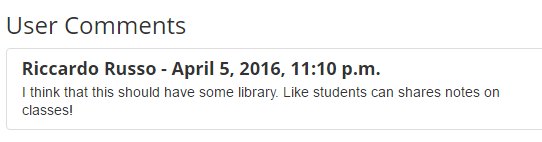 User Comments
Riccardo Russo - April 5, 2016, 11:10 p.m.
I think that this should have some library. Like students can shares notes on
classes!